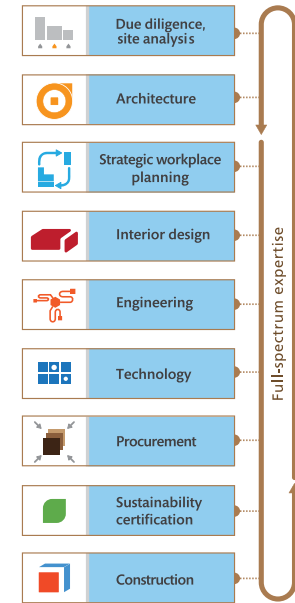 Due diligence,
site analysis
Architecture
Strategic workplace
planning
Interior design
Engineering
Technology
Procurement
Sustainability
certification
Construction
Full-spectrum expertise